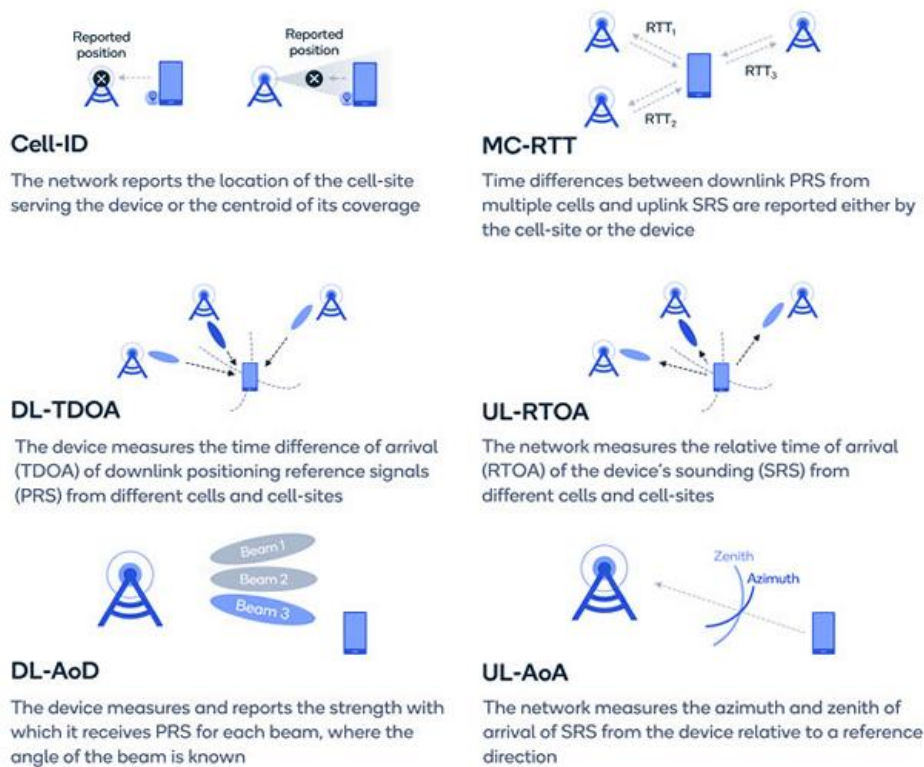 Reported
position
Reported
position
Cell-ID
The network reports the location of the cell-site
serving the device or the centroid of its coverage
RTT₁
RTT₃
RTT₂
MC-RTT
Time differences between downlink PRS from
multiple cells and uplink SRS are reported either by
the cell-site or the device
DL-TDOA
The device measures the time difference of arrival
(TDOA) of downlink positioning reference signals
(PRS) from different cells and cell-sites
UL-RTOA
The network measures the relative time of arrival
(RTOA) of the device's sounding (SRS) from
different cells and cell-sites
Beam 1
Beam 2
Beam 3
DL-AoD
The device measures and reports the strength with
which it receives PRS for each beam, where the
angle of the beam is known
Zenith
Azimuth
UL-AoA
The network measures the azimuth and zenith of
arrival of SRS from the device relative to a reference
direction